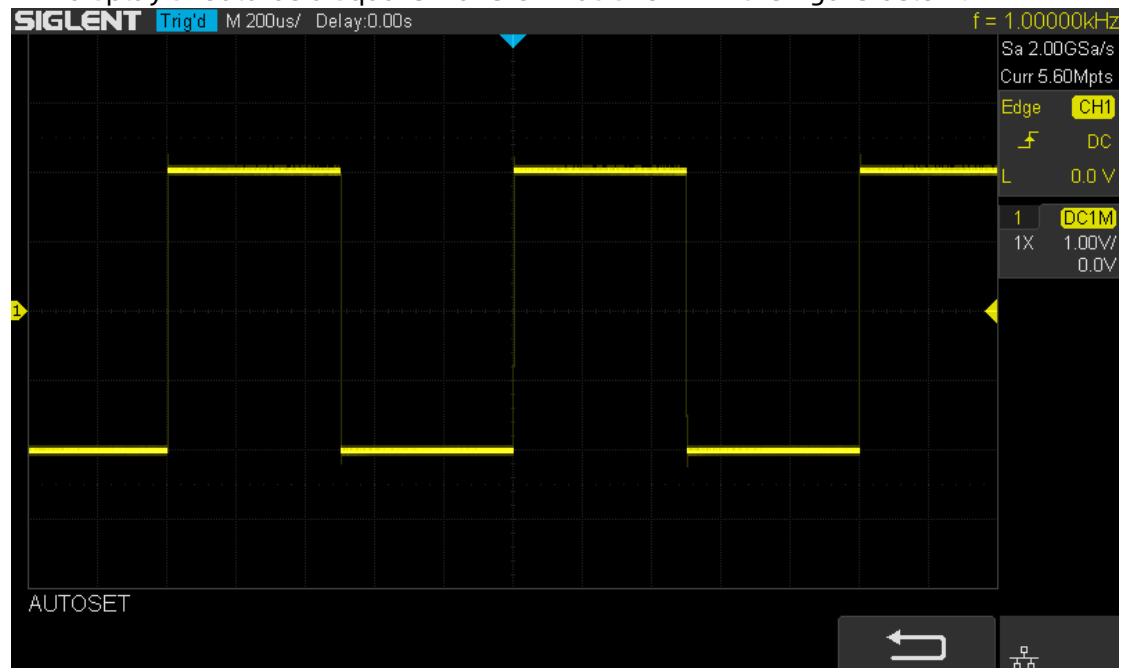 SIGLENT Trig'd M 200us/ Delay:0.00s f = 1.00000kHz
Sa 2.00GSa/s
Curr 5.60Mpts
Edge CH1
DC
L 0.0 V
1 DC1M
1X 1.00V/
0.0V
1
AUTOSET